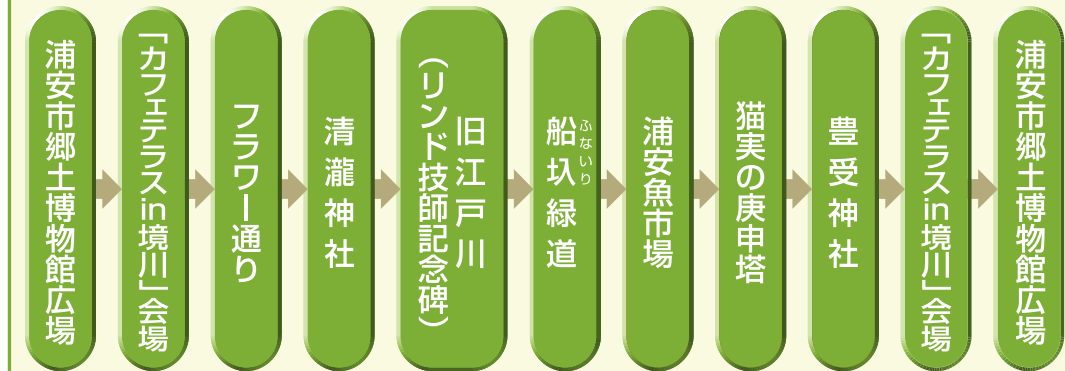 浦安市郷土博物館広場
「カフェテラスin境川」会場
フラワー通り
清瀧神社
旧江戸川
（リンド技師記念碑）
船圦緑道
ふないり
浦安魚市場
猫実の庚申塔
豊受神社
「カフェテラスin境川」会場
浦安市郷土博物館広場